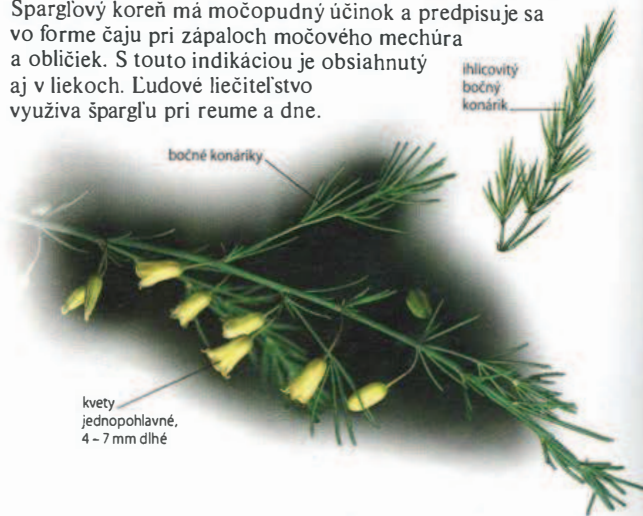 Špargľový koreň má močopudný účinok a predpisuje sa
vo forme čaju pri zápaloch močového mechúra
a obličiek. S touto indikáciou je obsiahnutý
aj v liekoch. Ľudové liečiteľstvo
využíva špargľu pri reume a dne.
ihlicovitý
bočný
konárik
bočné konáriky
kvety
jednopohlavné,
4 – 7 mm dlhé